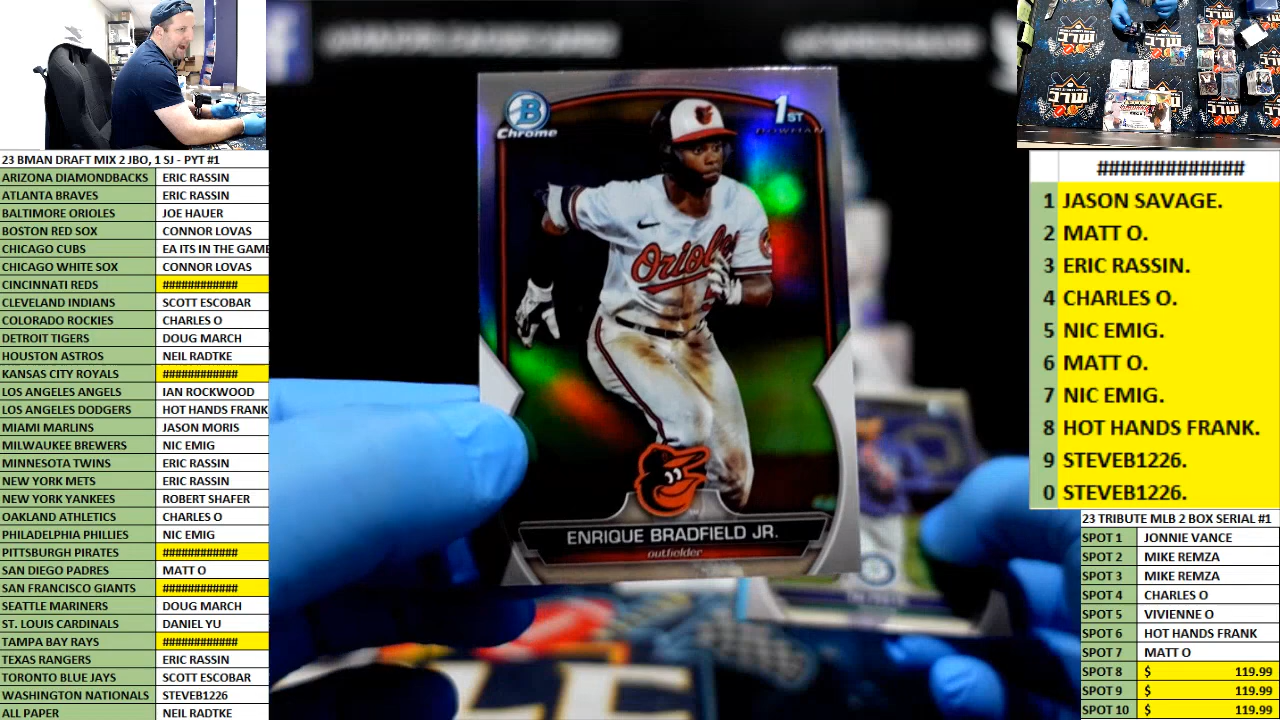 23 BMAN DRAFT MIX 2 JBO, 1 SJ - PYT #1
ARIZONA DIAMONDBACKS ERIC RASSIN
ATLANTA BRAVES ERIC RASSIN
BALTIMORE ORIOLES JOE HAUER
BOSTON RED SOX CONNOR LOVAS
CHICAGO CUBS EA ITS IN THE GAME
CHICAGO WHITE SOX CONNOR LOVAS
CINCINNATI REDS ############
CLEVELAND INDIANS SCOTT ESCOBAR
COLORADO ROCKIES CHARLES O
DETROIT TIGERS DOUG MARCH
HOUSTON ASTROS NEIL RADTKE
KANSAS CITY ROYALS ############
LOS ANGELES ANGELS IAN ROCKWOOD
LOS ANGELES DODGERS HOT HANDS FRANK
MIAMI MARLINS JASON MORIS
MILWAUKEE BREWERS NIC EMIG
MINNESOTA TWINS ERIC RASSIN
NEW YORK METS ERIC RASSIN
NEW YORK YANKEES ROBERT SHAFER
OAKLAND ATHLETICS CHARLES O
PHILADELPHIA PHILLIES NIC EMIG
PITTSBURGH PIRATES ############
SAN DIEGO PADRES MATT O
SAN FRANCISCO GIANTS ############
SEATTLE MARINERS DOUG MARCH
ST. LOUIS CARDINALS DANIEL YU
TAMPA BAY RAYS ############
TEXAS RANGERS ERIC RASSIN
TORONTO BLUE JAYS SCOTT ESCOBAR
WASHINGTON NATIONALS STEVEB1226
ALL PAPER NEIL RADTKE
B
Chrome
1ST
BOWMAN
Orioles
ENRIQUE BRADFIELD JR.
outfielder
#############
1 JASON SAVAGE.
2 MATT O.
3 ERIC RASSIN.
4 CHARLES O.
5 NIC EMIG.
6 MATT O.
7 NIC EMIG.
8 HOT HANDS FRANK.
9 STEVEB1226.
0 STEVEB1226.
23 TRIBUTE MLB 2 BOX SERIAL #1
SPOT 1 JONNIE VANCE
SPOT 2 MIKE REMZA
SPOT 3 MIKE REMZA
SPOT 4 CHARLES O
SPOT 5 VIVIENNE O
SPOT 6 HOT HANDS FRANK
SPOT 7 MATT O
SPOT 8 $ 119.99
SPOT 9 $ 119.99
SPOT 10 $ 119.99